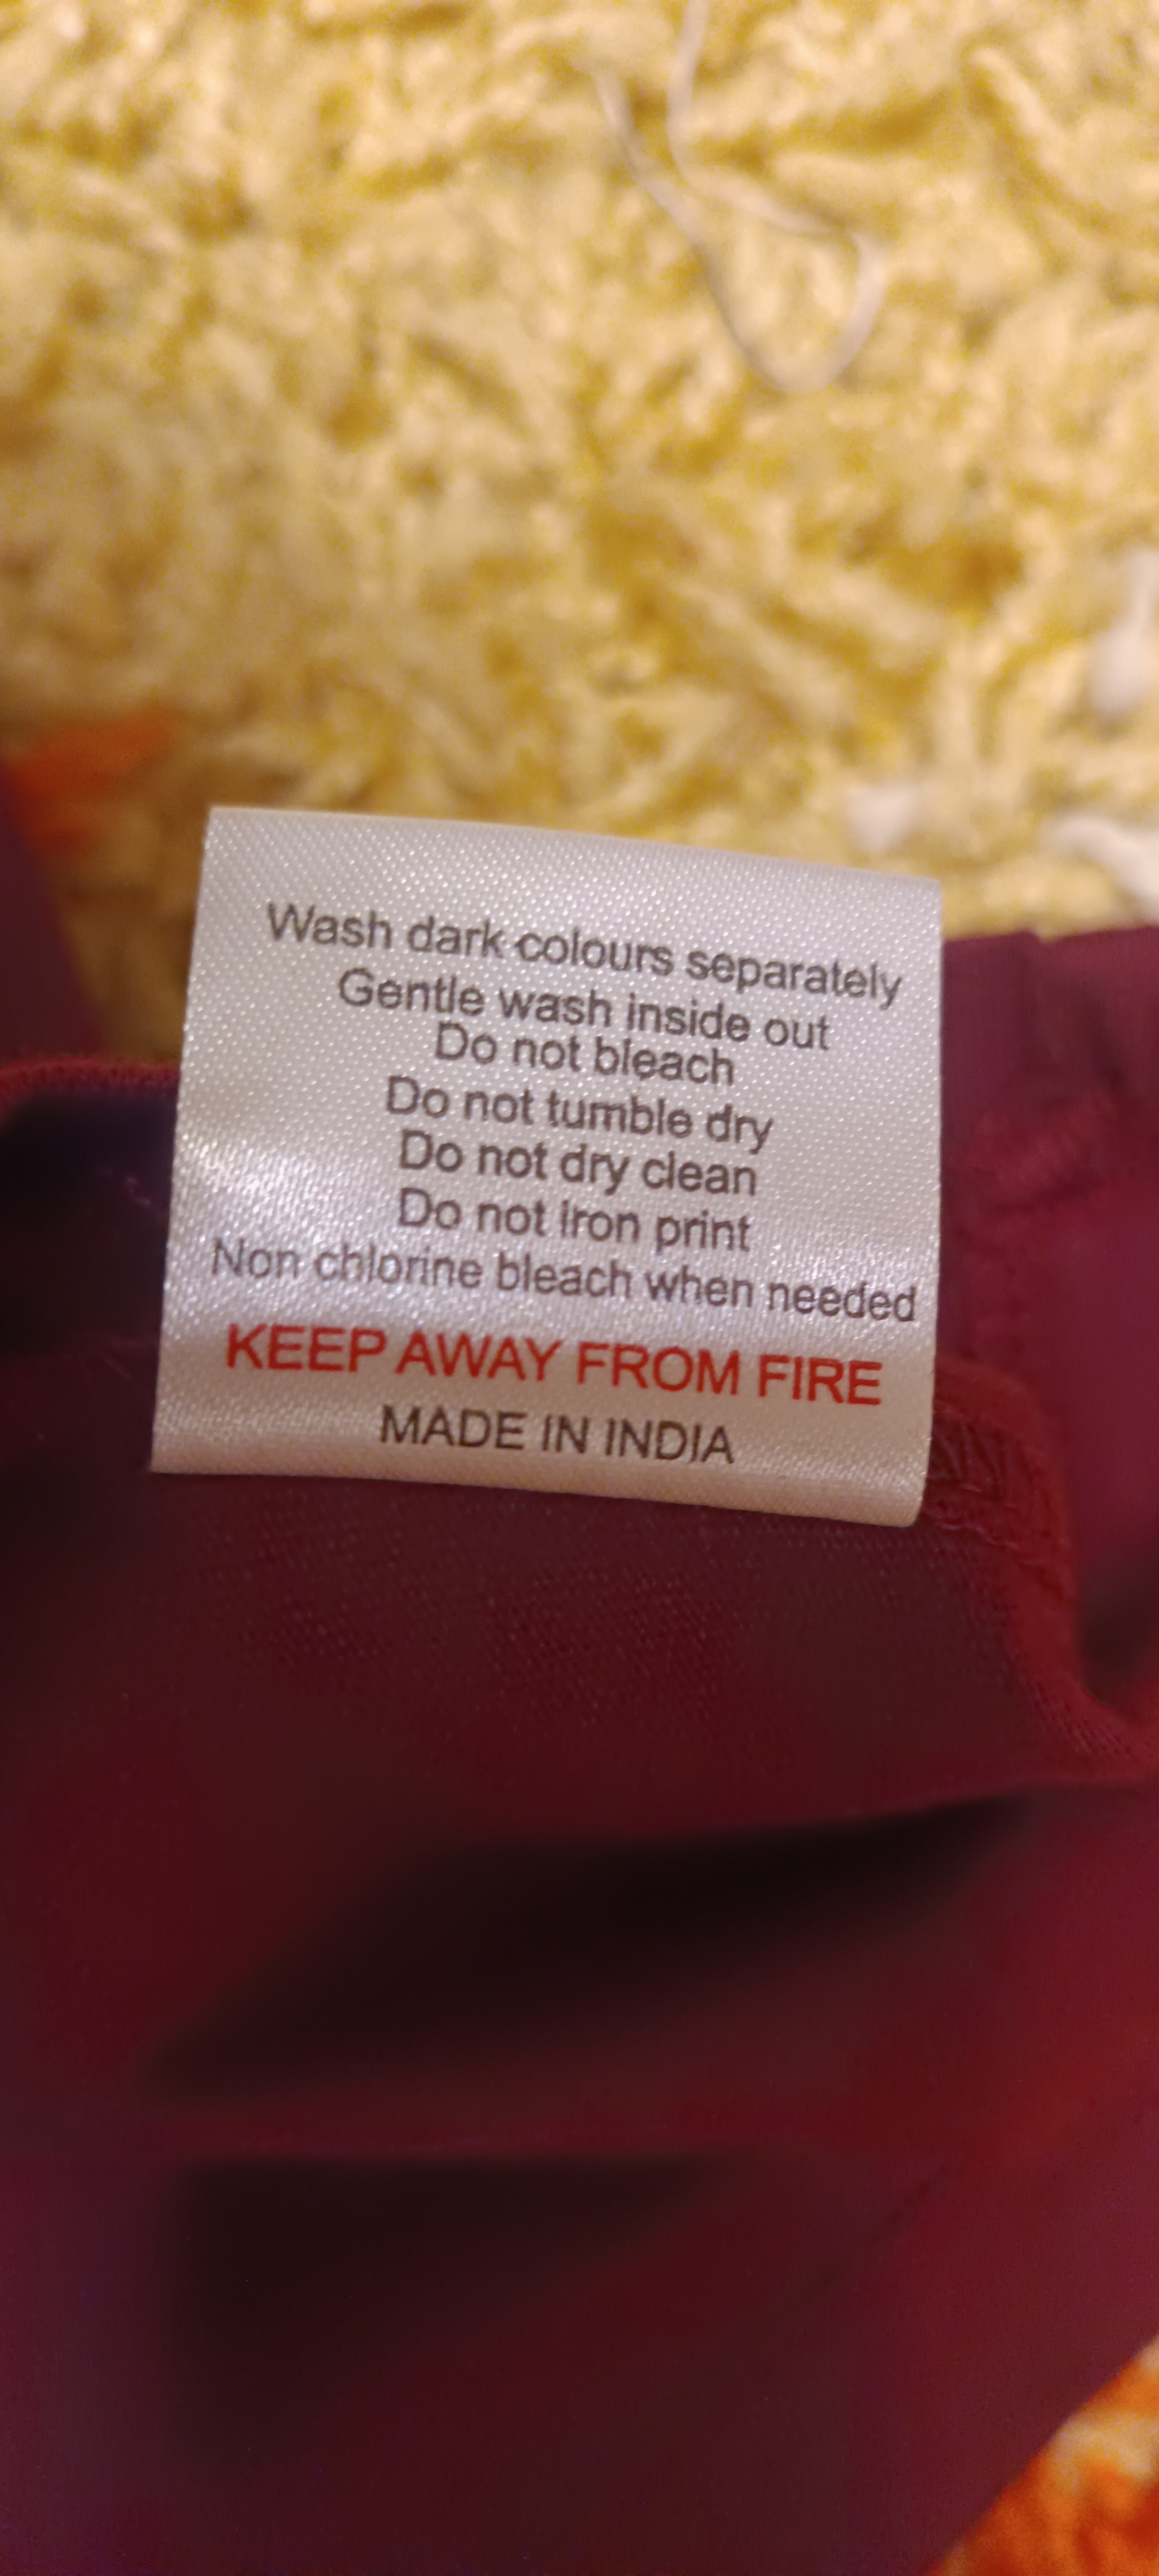 Wash dark colours separately
Gentle wash inside out
Do not bleach
Do not tumble dry
Do not dry clean
Do not iron print
Non chlorine bleach when needed
KEEP AWAY FROM FIRE
MADE IN INDIA